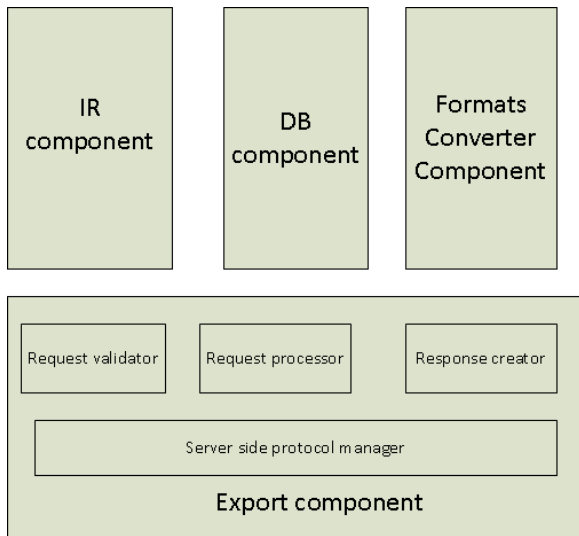 IR
component
DB
component
Formats
Converter
Component
Request validator
Request processor
Response creator
Server side protocol manager
Export component